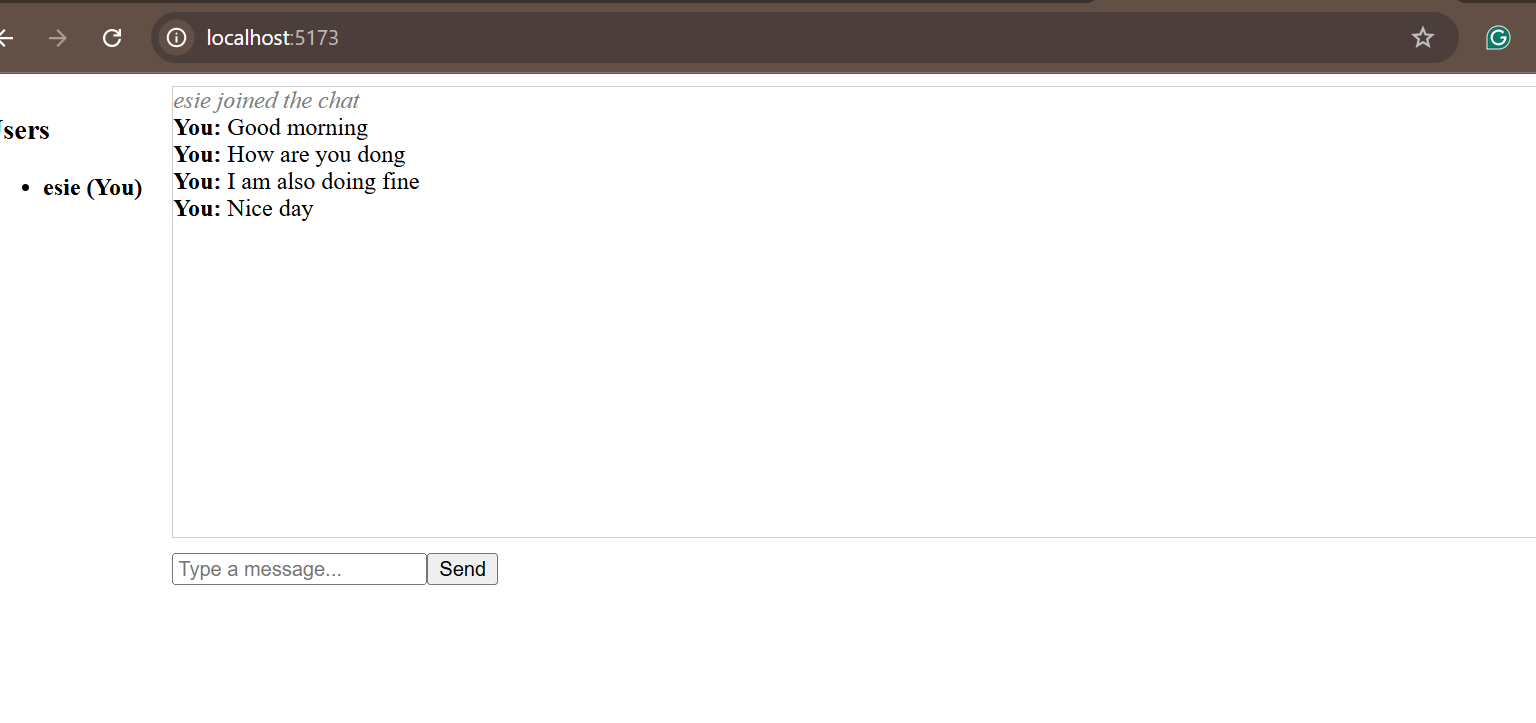 localhost:5173
Users
esie (You)
esie joined the chat
You: Good morning
You: How are you dong
You: I am also doing fine
You: Nice day
Type a message...
Send